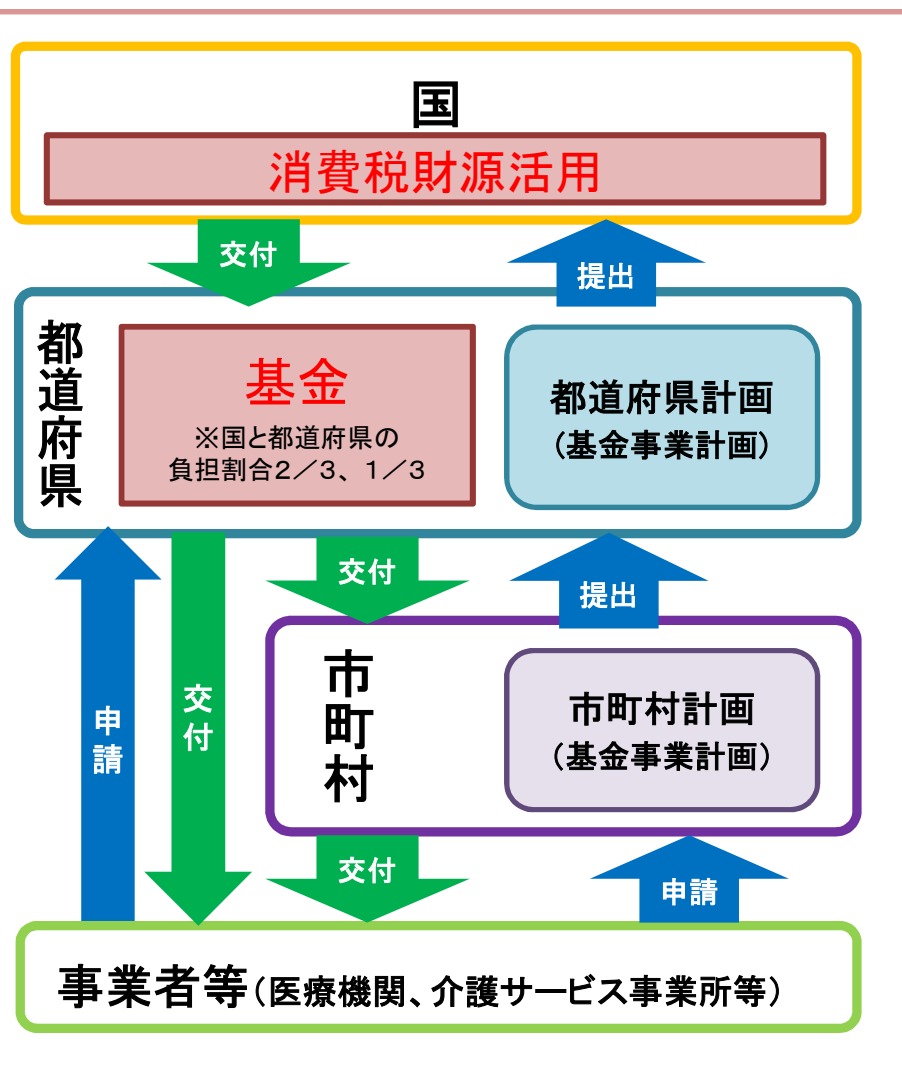 国
消費税財源活用
交付
提出
都道府県
基金
※国と都道府県の
負担割合2／3、1／3
都道府県計画
（基金事業計画）
交付
提出
申請
交付
市町村
市町村計画
（基金事業計画）
交付
申請
事業者等（医療機関、介護サービス事業所等）